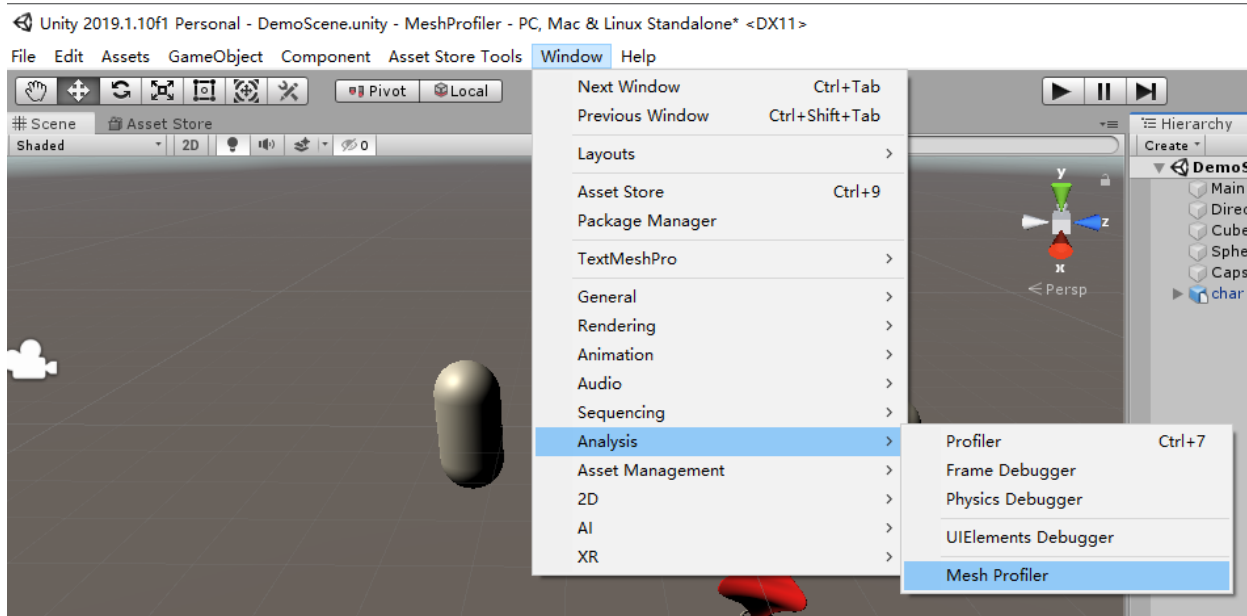 Unity 2019.1.10f1 Personal - DemoScene.unity - MeshProfiler - PC, Mac & Linux Standalone* <DX11>
File Edit Assets GameObject Component Asset Store Tools Window Help
Pivot Local
Scene Asset Store
Shaded 2D 0
Next Window Ctrl+Tab
Previous Window Ctrl+Shift+Tab
Layouts
Asset Store Ctrl+9
Package Manager
TextMeshPro
General
Rendering
Animation
Audio
Sequencing
Analysis
Asset Management
2D
AI
XR
Profiler Ctrl+7
Frame Debugger
Physics Debugger
UIElements Debugger
Mesh Profiler
y
z
x
Persp
Hierarchy
Create
DemoS
Main
Direc
Cube
Sphe
Caps
char